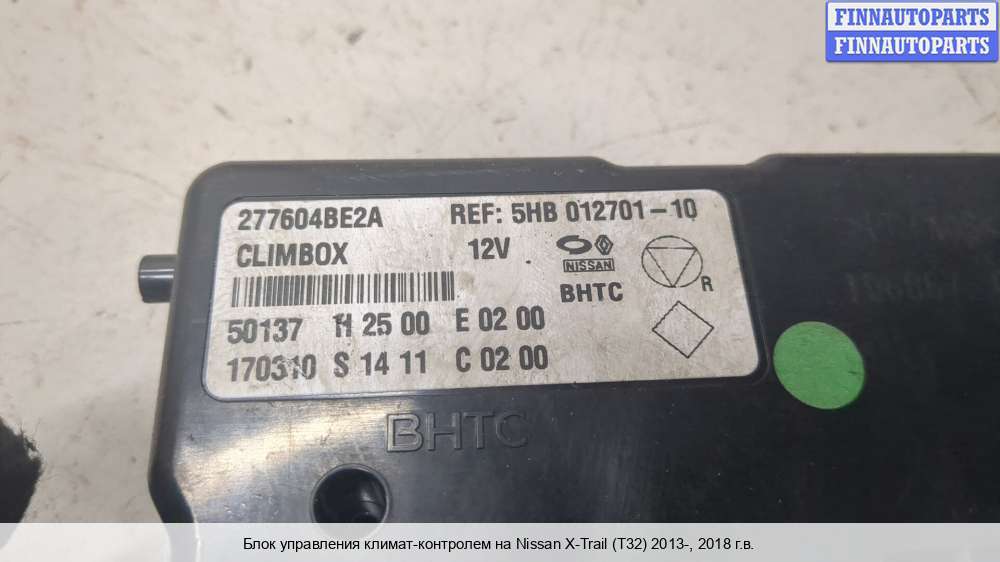 FINNAUTOPARTS
FINNAUTOPARTS
277604BE2A REF: 5HB 012701-10
CLIMBOX 12V
NISSAN
BHTC
R
50137 H 25 00 E 02 00
170310 S 14 11 C 02 00
BHTC
Блок управления климат-контролем на Nissan X-Trail (T32) 2013-, 2018 г.в.